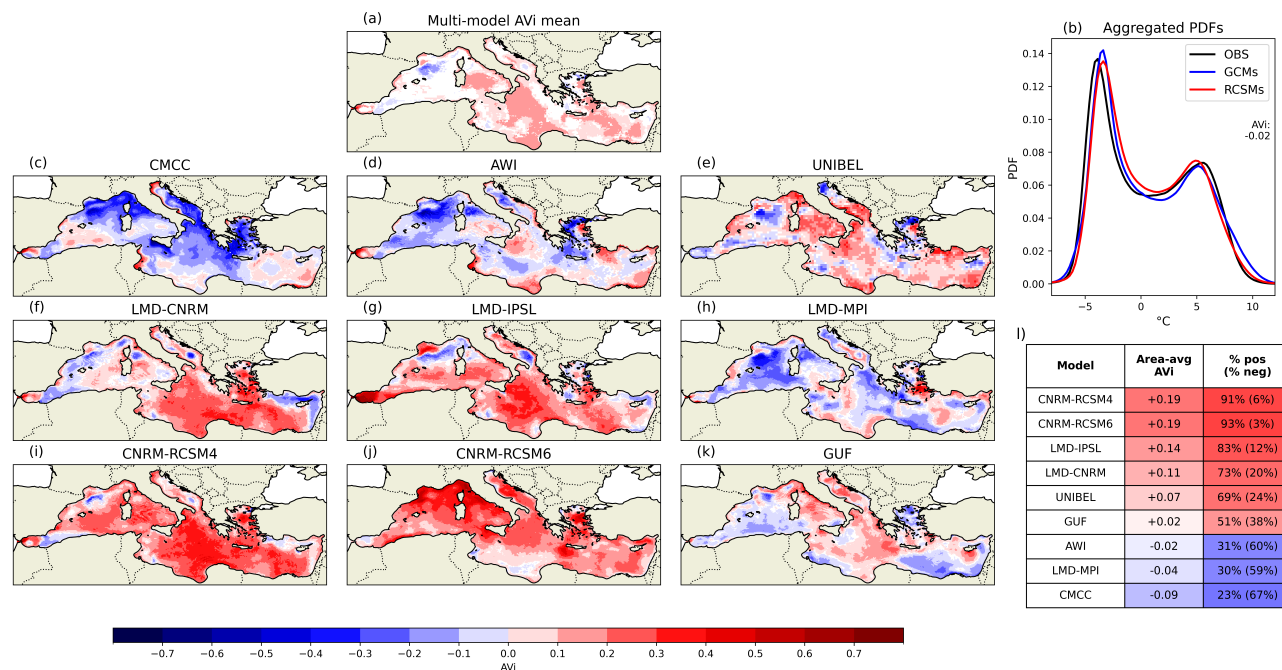 (a) Multi-model AVi mean
(b) Aggregated PDFs
OBS
GCMs
RCSMs
AVi:
-0.02
PDF
0.14
0.12
0.10
0.08
0.06
0.04
0.02
0.00
−5 0 5 10
°C
(c) CMCC
(d) AWI
(e) UNIBEL
(f) LMD-CNRM
(g) LMD-IPSL
(h) LMD-MPI
(i) CNRM-RCSM4
(j) CNRM-RCSM6
(k) GUF
l)
Model Area-avg AVi % pos (% neg)
CNRM-RCSM4 +0.19 91% (6%)
CNRM-RCSM6 +0.19 93% (3%)
LMD-IPSL +0.14 83% (12%)
LMD-CNRM +0.11 73% (20%)
UNIBEL +0.07 69% (24%)
GUF +0.02 51% (38%)
AWI -0.02 31% (60%)
LMD-MPI -0.04 30% (59%)
CMCC -0.09 23% (67%)
−0.7 −0.6 −0.5 −0.4 −0.3 −0.2 −0.1 0.0 0.1 0.2 0.3 0.4 0.5 0.6 0.7
AVi